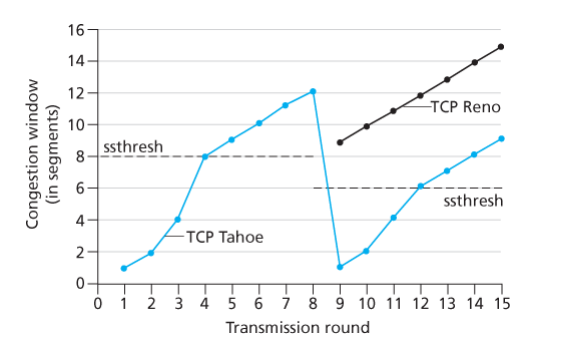 Congestion window
(in segments)
16
14
12
10
8
6
4
2
0
ssthresh
TCP Reno
ssthresh
TCP Tahoe
0 1 2 3 4 5 6 7 8 9 10 11 12 13 14 15
Transmission round